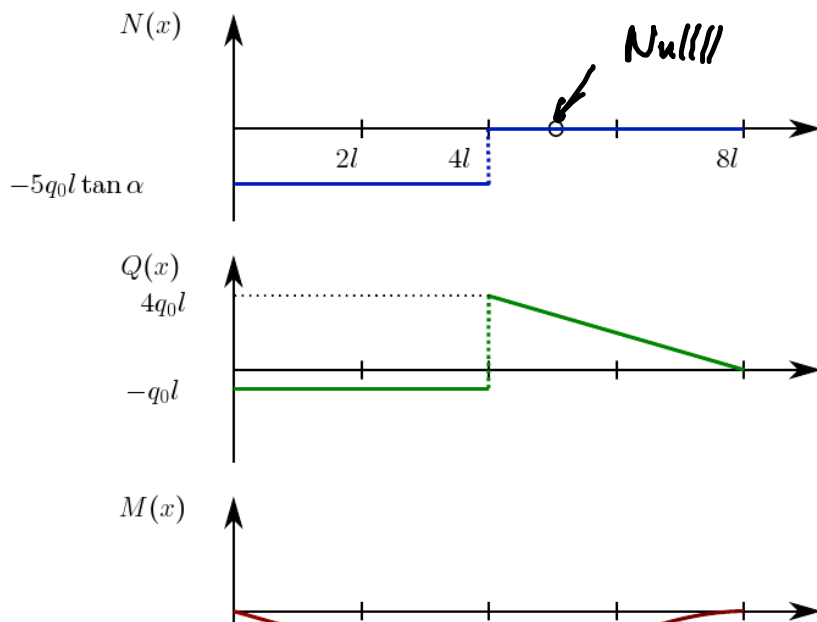 N(x)
Nullll
2l 4l 8l
−5q₀l tan α
Q(x)
4q₀l
−q₀l
M(x)